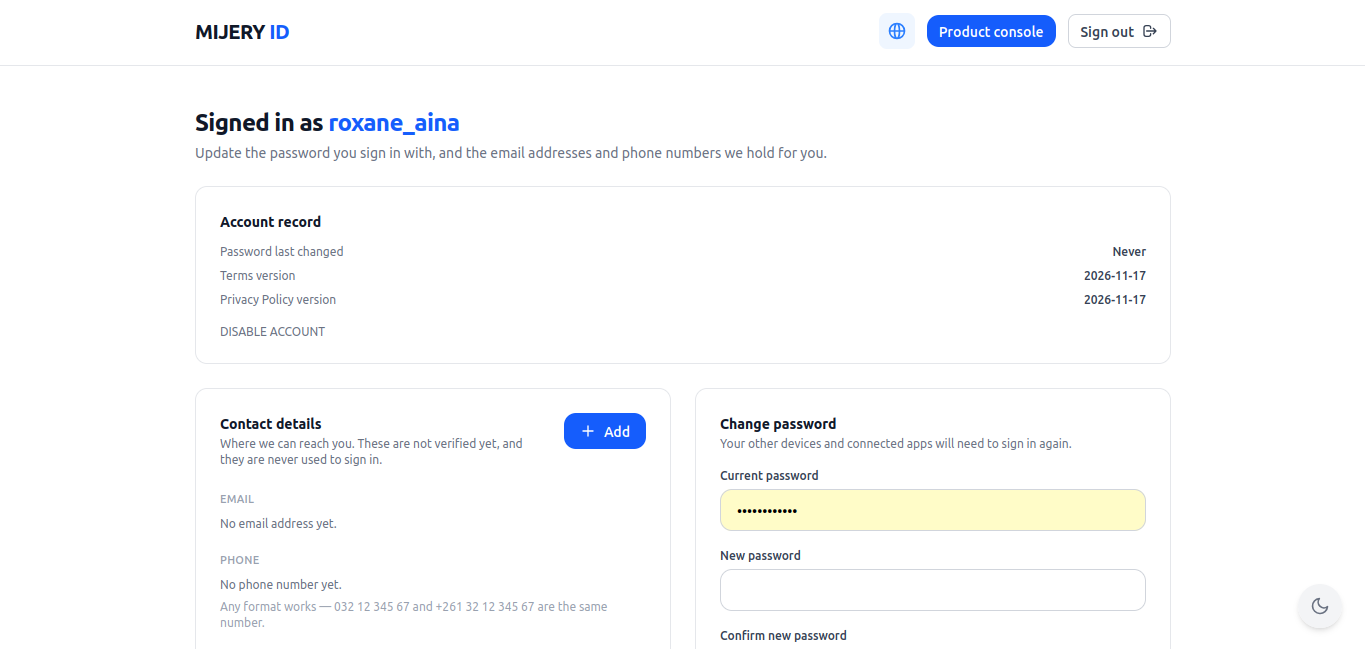 MIJERY ID
Product console
Sign out
Signed in as roxane_aina
Update the password you sign in with, and the email addresses and phone numbers we hold for you.
Account record
Password last changed
Never
Terms version
2026-11-17
Privacy Policy version
2026-11-17
DISABLE ACCOUNT
Contact details
Where we can reach you. These are not verified yet, and
they are never used to sign in.
Add
EMAIL
No email address yet.
PHONE
No phone number yet.
Any format works — 032 12 345 67 and +261 32 12 345 67 are the same
number.
Change password
Your other devices and connected apps will need to sign in again.
Current password
••••••••••••
New password
Confirm new password